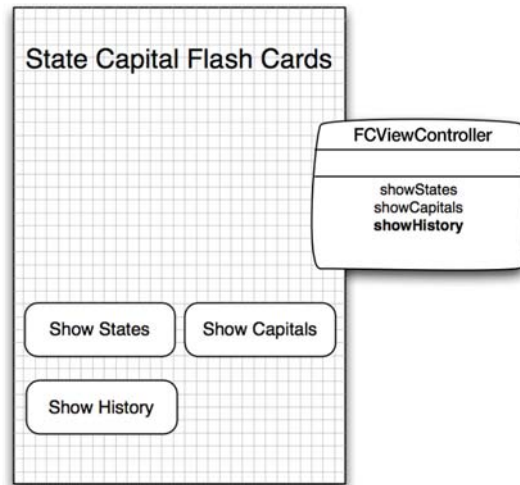 State Capital Flash Cards
FCViewController
showStates
showCapitals
showHistory
Show States
Show Capitals
Show History